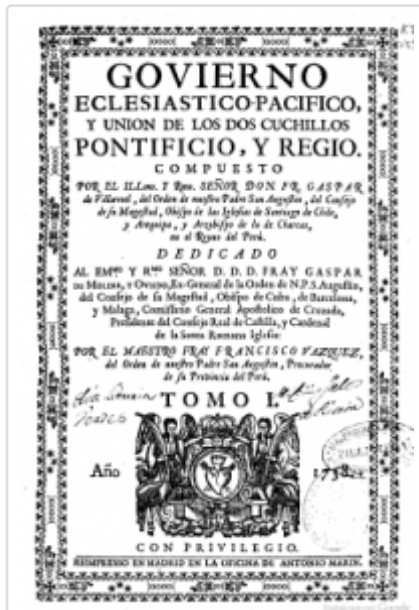 GOVIERNO
ECLESIASTICO-PACIFICO,
Y UNION DE LOS DOS CUCHILLOS
PONTIFICIO, Y REGIO.
COMPUESTO
POR EL ILLmo. Y Rmo. SEÑOR DON FR. GASPAR
de Villarroel, del Orden de nuestro Padre San Augustin, del Consejo
de su Magestad, Obispo de las Iglesias de Santiago de Chile,
y Arequipa, y Arzobispo de la de Charcas,
en el Reyno del Perù.
DEDICADO
AL EMmo Y Rmo SEÑOR D. D. D. FRAY GASPAR
DE MOLINA, y Oviedo, Ex-General de la Orden de N.P.S. Augustin,
del Consejo de su Magestad, Obispo de Cuba, de Barcelona,
y Malaga, Comissario General Apostolico de Cruzada,
Presidente del Consejo Real de Castilla, y Cardenal
de la Santa Romana Iglesia:
POR EL MAESTRO FRAY FRANCISCO VAZQUEZ,
del Orden de nuestro Padre San Augustin, Procurador
de su Provincia del Perù.
TOMO I.
Año 1738.
CON PRIVILEGIO.
REIMPRESSO EN MADRID EN LA OFICINA DE ANTONIO MARIN.